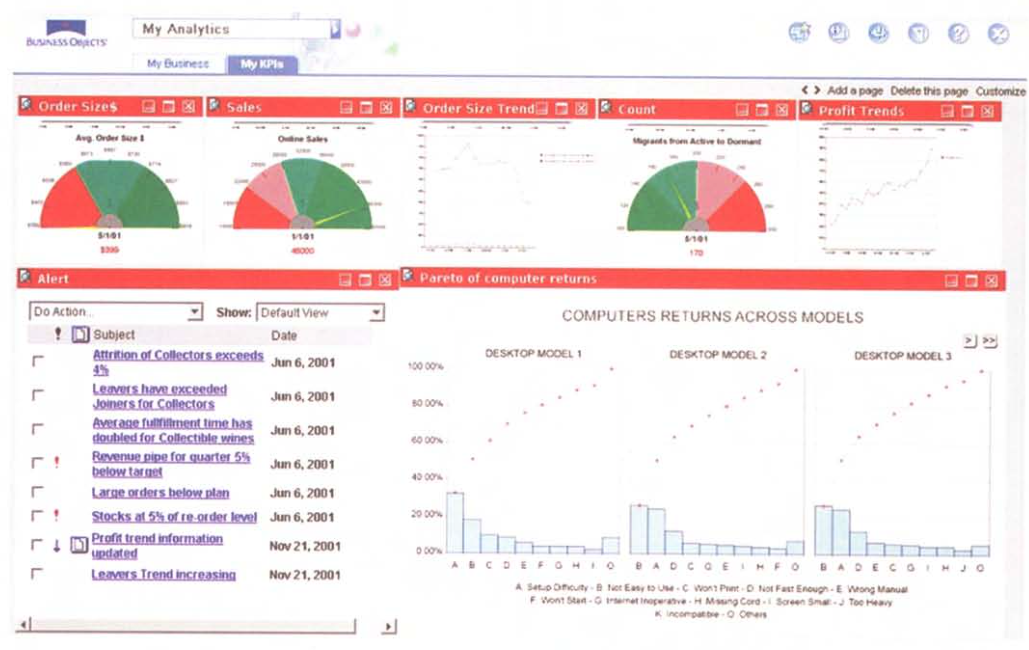 BUSINESS OBJECTS
My Analytics
My Business
My KPIs
Add a page Delete this page Customize
Order Size$
Sales
Order Size Trend
Count
Profit Trends
Avg. Order Size $
Online Sales
Migrants from Active to Dormant
5/1/01
$395
5/1/01
45000
5/1/01
170
Alert
Do Action...
Show: Default View
! Subject Date
Attrition of Collectors exceeds
4%
Jun 6, 2001
Leavers have exceeded
Joiners for Collectors
Jun 6, 2001
Average fullfillment time has
doubled for Collectible wines
Jun 6, 2001
! Revenue pipe for quarter 5%
below target
Jun 6, 2001
Large orders below plan Jun 6, 2001
! Stocks at 5% of re-order level Jun 6, 2001
Profit trend information
updated
Nov 21, 2001
Leavers Trend increasing Nov 21, 2001
Pareto of computer returns
COMPUTERS RETURNS ACROSS MODELS
> >>
DESKTOP MODEL 1 DESKTOP MODEL 2 DESKTOP MODEL 3
100 00%
80 00%
60 00%
40 00%
20 00%
0 00%
A B C D E F G H I O
B A D C G E I H F O
B A D E C G I H J O
A Setup Difficulty - B Not Easy to Use - C Won't Print - D Not Fast Enough - E Wrong Manual
F Won't Start - G Internet Inoperative - H Missing Cord - I Screen Small - J Too Heavy
K Incompatible - O Others